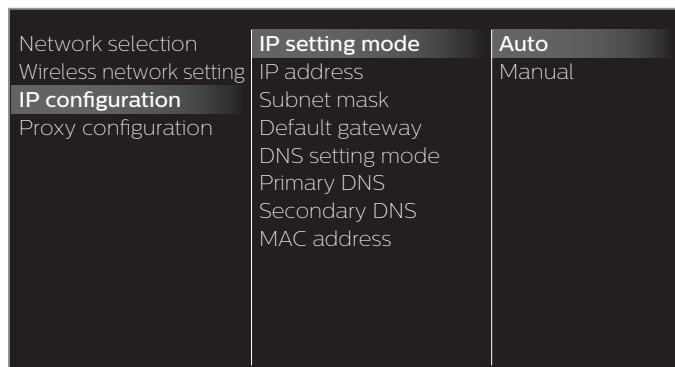 Network selection
Wireless network setting
IP configuration
Proxy configuration
IP setting mode
IP address
Subnet mask
Default gateway
DNS setting mode
Primary DNS
Secondary DNS
MAC address
Auto
Manual